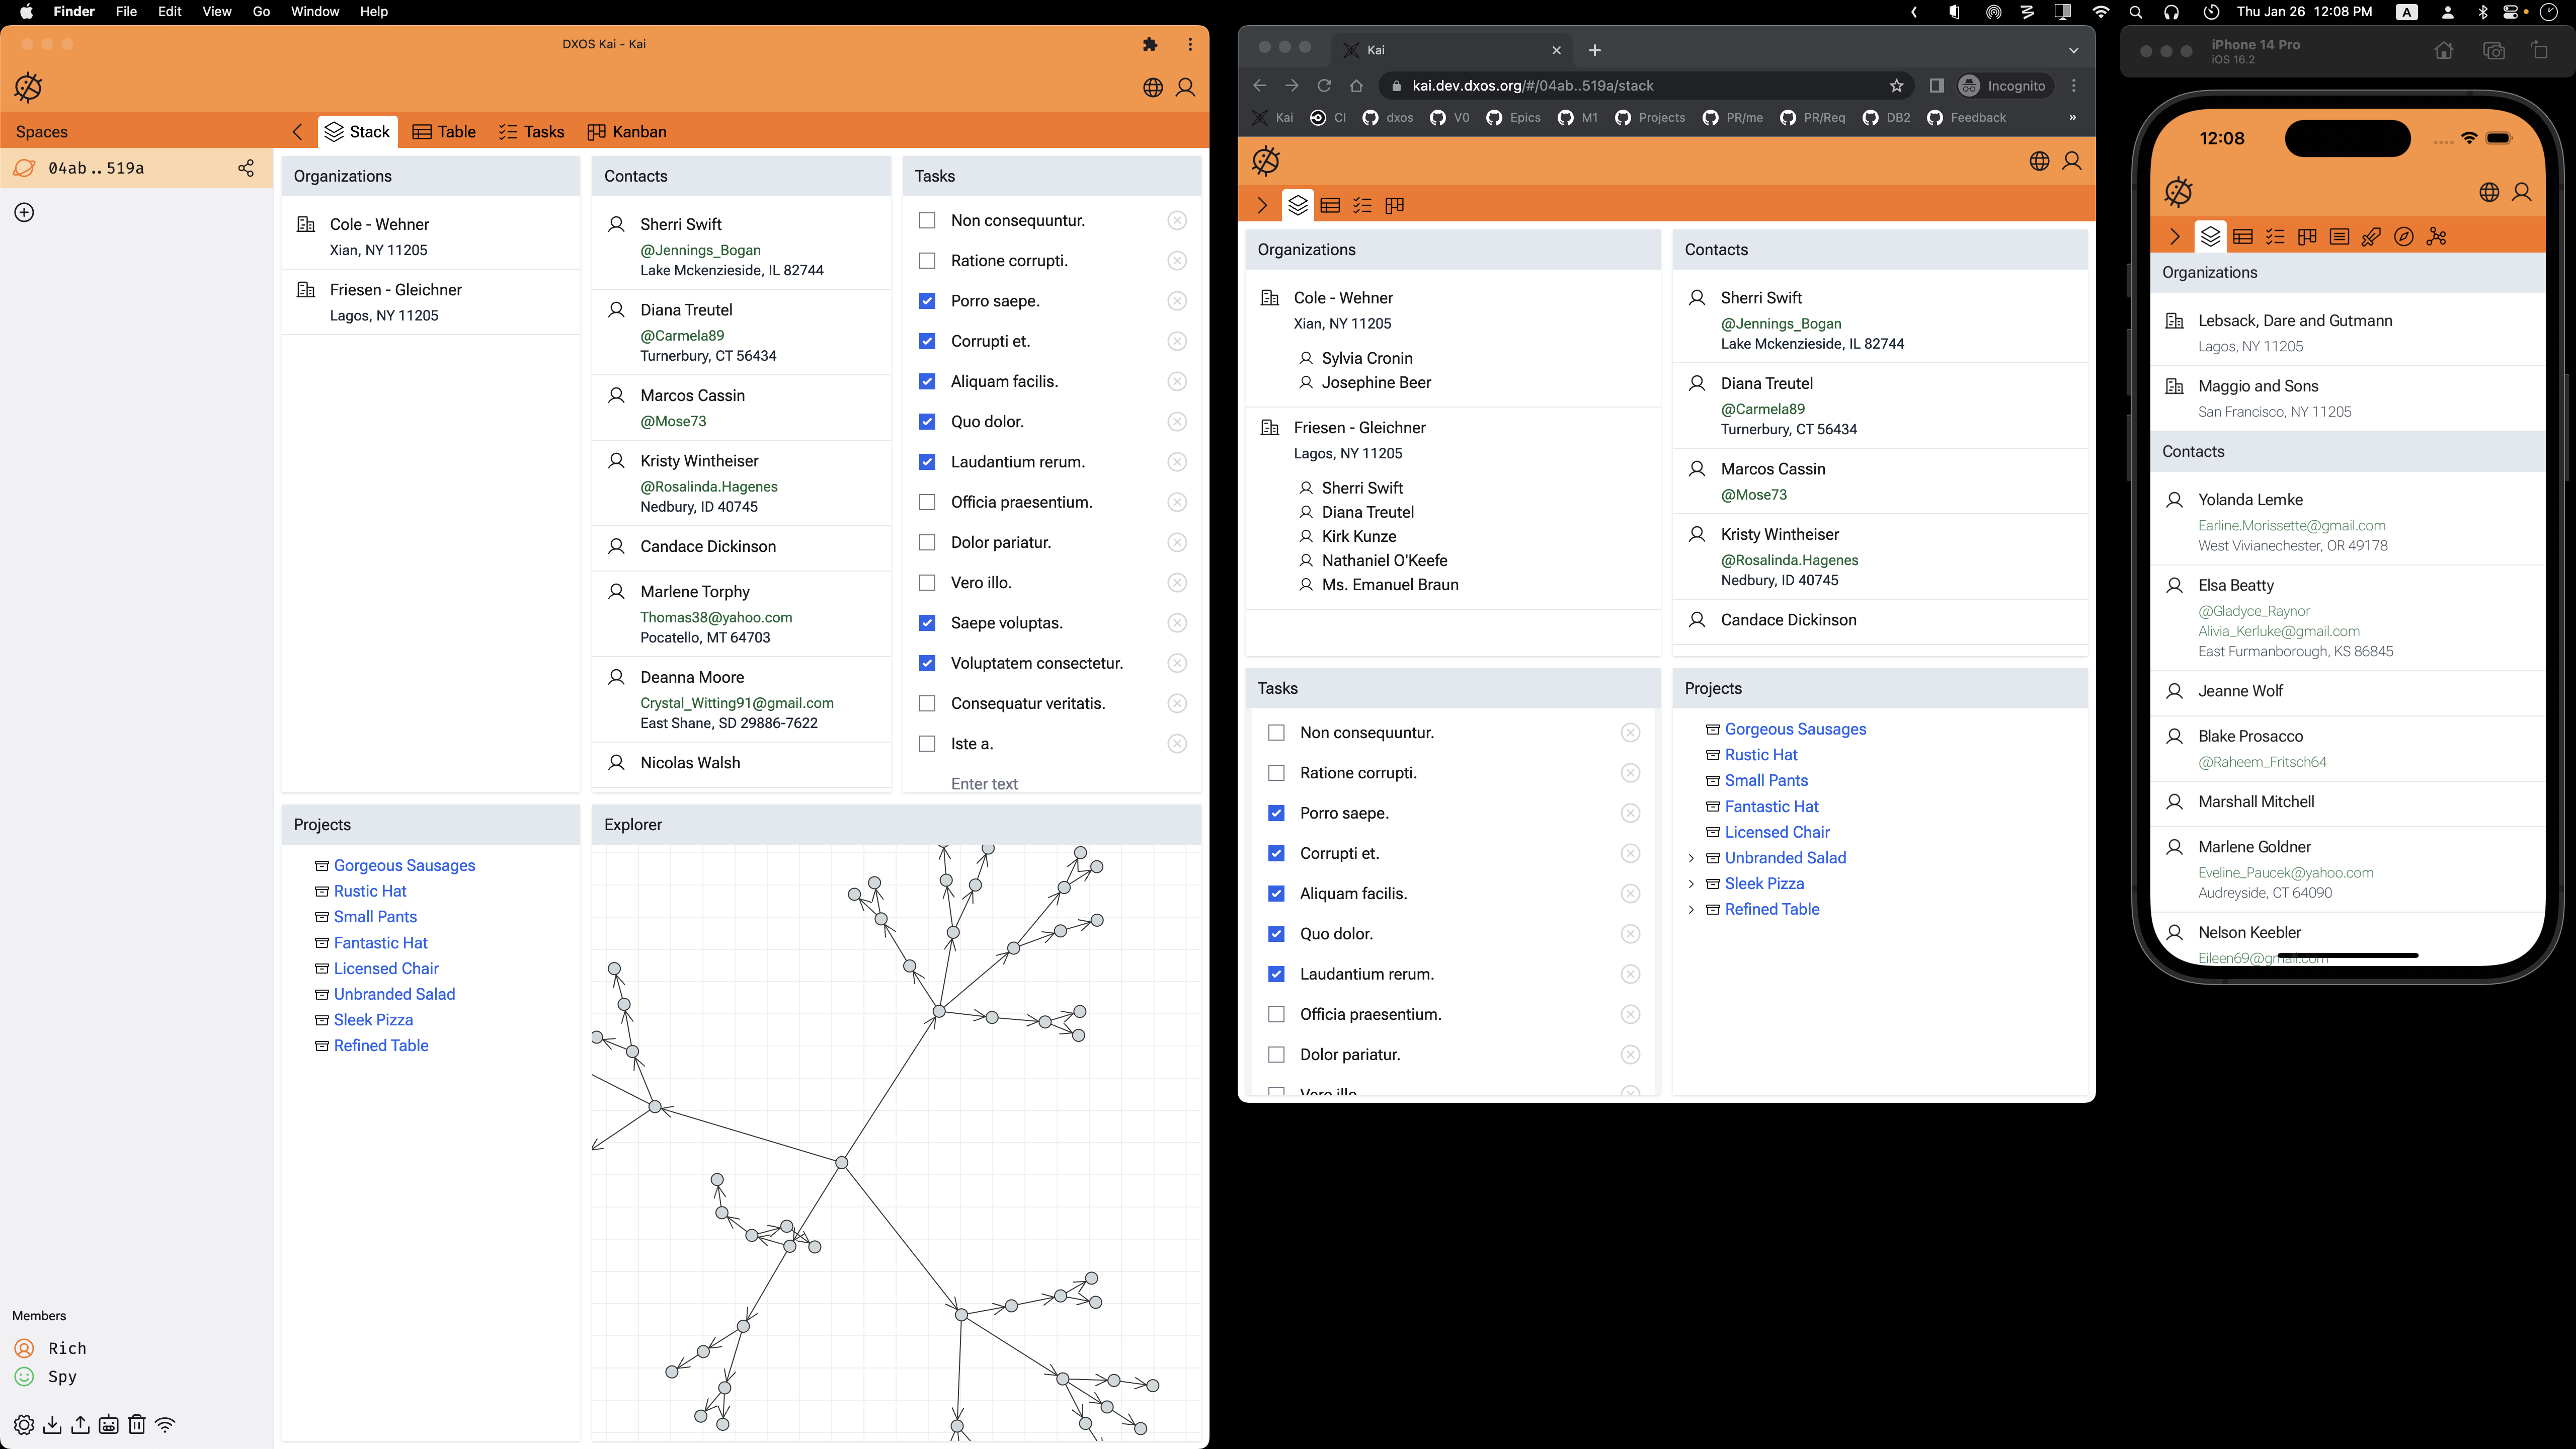 Finder File Edit View Go Window Help
Thu Jan 26 12:08 PM A
DXOS Kai - Kai
Spaces
Stack Table Tasks Kanban
04ab..519a
Organizations
Cole - Wehner
Xian, NY 11205
Friesen - Gleichner
Lagos, NY 11205
Contacts
Sherri Swift
@Jennings_Bogan
Lake Mckenzieside, IL 82744
Diana Treutel
@Carmela89
Turnerbury, CT 56434
Marcos Cassin
@Mose73
Kristy Wintheiser
@Rosalinda.Hagenes
Nedbury, ID 40745
Candace Dickinson
Marlene Torphy
Thomas38@yahoo.com
Pocatello, MT 64703
Deanna Moore
Crystal_Witting91@gmail.com
East Shane, SD 29886-7622
Nicolas Walsh
Tasks
Non consequuntur.
Ratione corrupti.
Porro saepe.
Corrupti et.
Aliquam facilis.
Quo dolor.
Laudantium rerum.
Officia praesentium.
Dolor pariatur.
Vero illo.
Saepe voluptas.
Voluptatem consectetur.
Consequatur veritatis.
Iste a.
Enter text
Projects
Gorgeous Sausages
Rustic Hat
Small Pants
Fantastic Hat
Licensed Chair
Unbranded Salad
Sleek Pizza
Refined Table
Explorer
Members
Rich
Spy
Kai
kai.dev.dxos.org/#/04ab..519a/stack
Incognito
Kai CI dxos V0 Epics M1 Projects PR/me PR/Req DB2 Feedback »
Organizations
Cole - Wehner
Xian, NY 11205
Sylvia Cronin
Josephine Beer
Friesen - Gleichner
Lagos, NY 11205
Sherri Swift
Diana Treutel
Kirk Kunze
Nathaniel O'Keefe
Ms. Emanuel Braun
Contacts
Sherri Swift
@Jennings_Bogan
Lake Mckenzieside, IL 82744
Diana Treutel
@Carmela89
Turnerbury, CT 56434
Marcos Cassin
@Mose73
Kristy Wintheiser
@Rosalinda.Hagenes
Nedbury, ID 40745
Candace Dickinson
Tasks
Non consequuntur.
Ratione corrupti.
Porro saepe.
Corrupti et.
Aliquam facilis.
Quo dolor.
Laudantium rerum.
Officia praesentium.
Dolor pariatur.
Vero illo.
Projects
Gorgeous Sausages
Rustic Hat
Small Pants
Fantastic Hat
Licensed Chair
Unbranded Salad
Sleek Pizza
Refined Table
iPhone 14 Pro
iOS 16.2
12:08
Organizations
Lebsack, Dare and Gutmann
Lagos, NY 11205
Maggio and Sons
San Francisco, NY 11205
Contacts
Yolanda Lemke
Earline.Morissette@gmail.com
West Vivianechester, OR 49178
Elsa Beatty
@Gladyce_Raynor
Alivia_Kerluke@gmail.com
East Furmanborough, KS 86845
Jeanne Wolf
Blake Prosacco
@Raheem_Fritsch64
Marshall Mitchell
Marlene Goldner
Eveline_Paucek@yahoo.com
Audreyside, CT 64090
Nelson Keebler
Eileen69@gmail.com